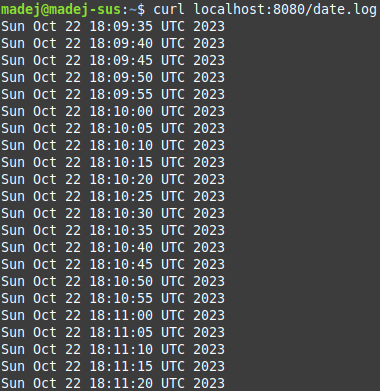 madej@madej-sus:~$ curl localhost:8080/date.log
Sun Oct 22 18:09:35 UTC 2023
Sun Oct 22 18:09:40 UTC 2023
Sun Oct 22 18:09:45 UTC 2023
Sun Oct 22 18:09:50 UTC 2023
Sun Oct 22 18:09:55 UTC 2023
Sun Oct 22 18:10:00 UTC 2023
Sun Oct 22 18:10:05 UTC 2023
Sun Oct 22 18:10:10 UTC 2023
Sun Oct 22 18:10:15 UTC 2023
Sun Oct 22 18:10:20 UTC 2023
Sun Oct 22 18:10:25 UTC 2023
Sun Oct 22 18:10:30 UTC 2023
Sun Oct 22 18:10:35 UTC 2023
Sun Oct 22 18:10:40 UTC 2023
Sun Oct 22 18:10:45 UTC 2023
Sun Oct 22 18:10:50 UTC 2023
Sun Oct 22 18:10:55 UTC 2023
Sun Oct 22 18:11:00 UTC 2023
Sun Oct 22 18:11:05 UTC 2023
Sun Oct 22 18:11:10 UTC 2023
Sun Oct 22 18:11:15 UTC 2023
Sun Oct 22 18:11:20 UTC 2023